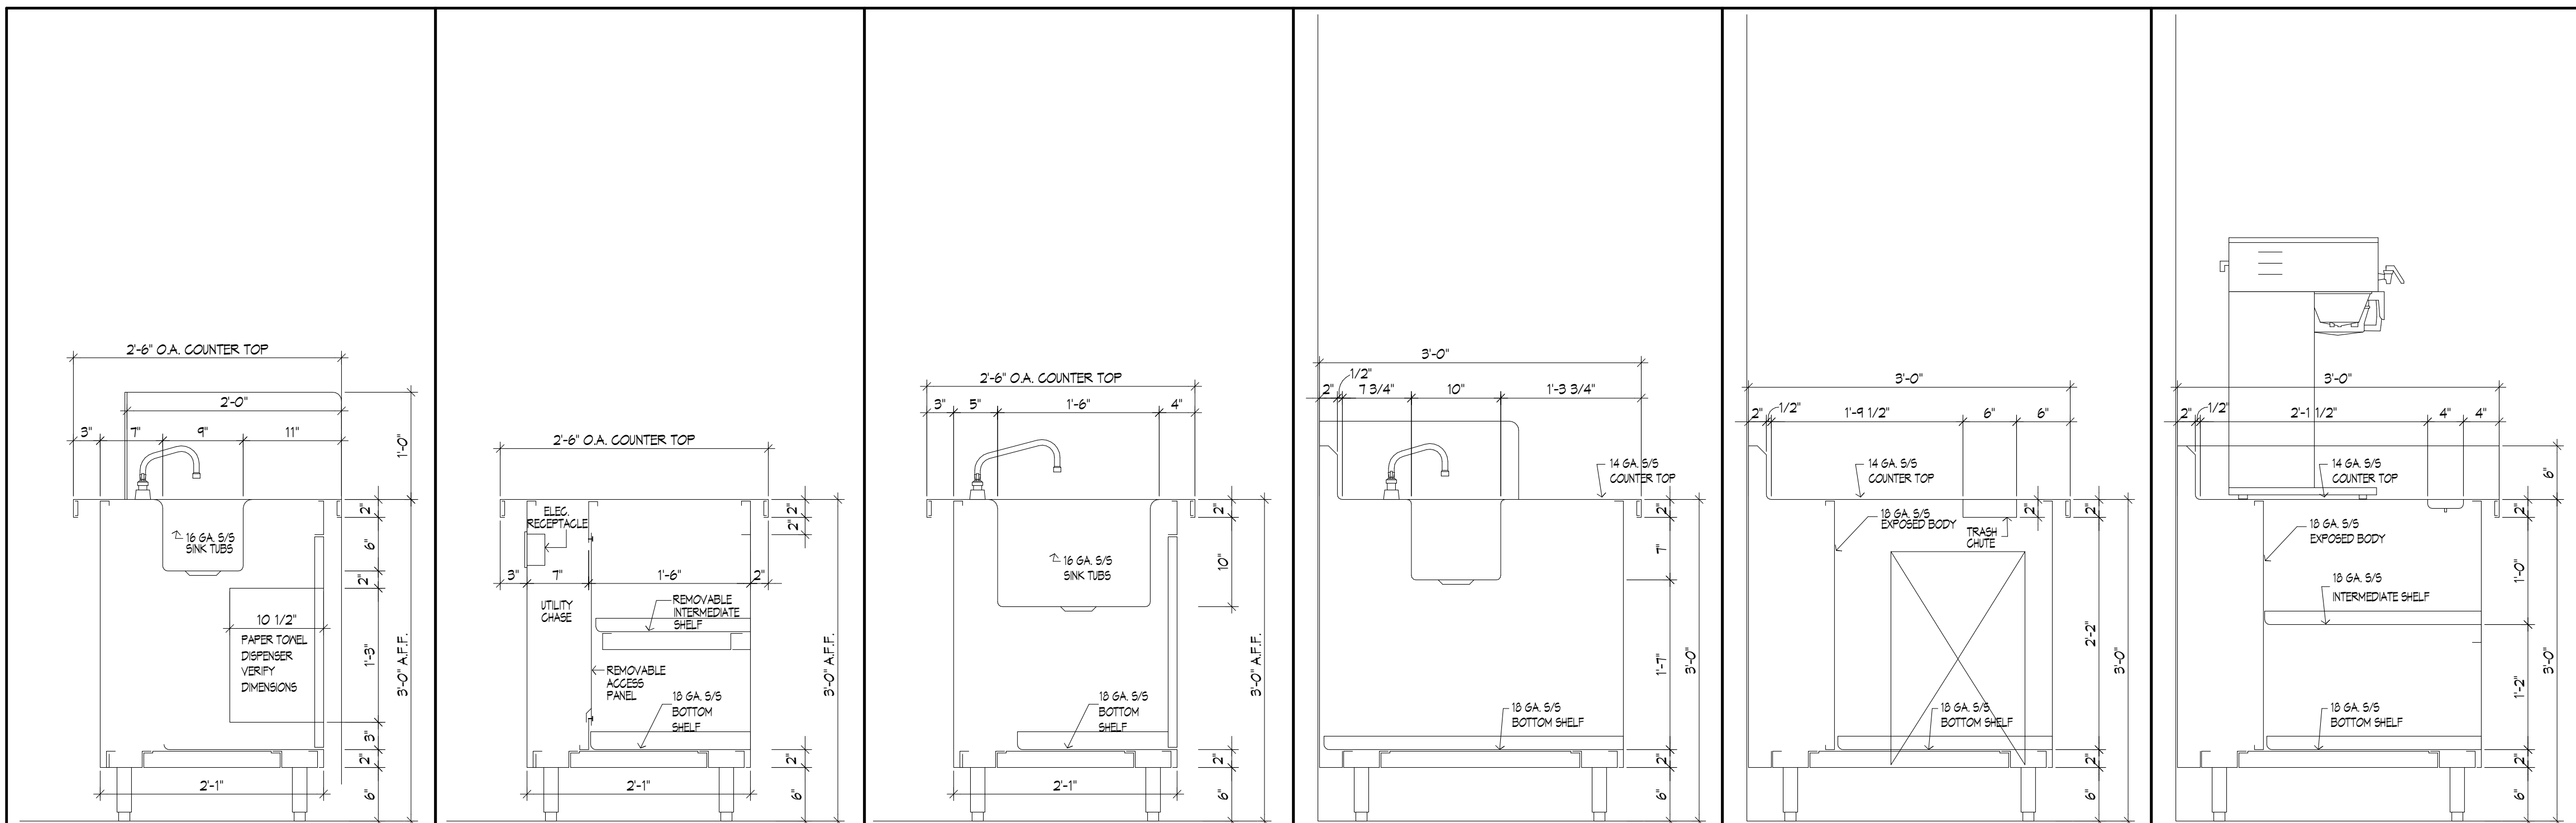 2'-6" O.A. COUNTER TOP
2'-0"
3"
7"
9"
11"
1'-0"
16 GA. S/S
SINK TUBS
2"
6"
2"
10 1/2"
PAPER TOWEL
DISPENSER
VERIFY
DIMENSIONS
1'-3"
3'-0" A.F.F.
3"
2"
2'-1"
6"
2'-6" O.A. COUNTER TOP
ELEC.
RECEPTACLE
2"
2"
3"
7"
1'-6"
2"
UTILITY
CHASE
REMOVABLE
INTERMEDIATE
SHELF
REMOVABLE
ACCESS
PANEL
18 GA. S/S
BOTTOM
SHELF
3'-0" A.F.F.
2"
2'-1"
6"
2'-6" O.A. COUNTER TOP
3"
5"
1'-6"
4"
2"
16 GA. S/S
SINK TUBS
10"
18 GA. S/S
BOTTOM
SHELF
3'-0" A.F.F.
2"
2'-1"
6"
3'-0"
1/2"
2"
7 3/4"
10"
1'-3 3/4"
14 GA. S/S
COUNTER TOP
2"
7"
1'-7"
3'-0"
18 GA. S/S
BOTTOM SHELF
2"
6"
3'-0"
2"
1/2"
1'-9 1/2"
6"
6"
14 GA. S/S
COUNTER TOP
18 GA. S/S
EXPOSED BODY
2"
TRASH
CHUTE
2"
2'-2"
3'-0"
18 GA. S/S
BOTTOM SHELF
2"
6"
3'-0"
2"
1/2"
2'-1 1/2"
4"
4"
14 GA. S/S
COUNTER TOP
6"
2"
18 GA. S/S
EXPOSED BODY
18 GA. S/S
INTERMEDIATE SHELF
1'-0"
3'-0"
1'-2"
18 GA. S/S
BOTTOM SHELF
2"
6"